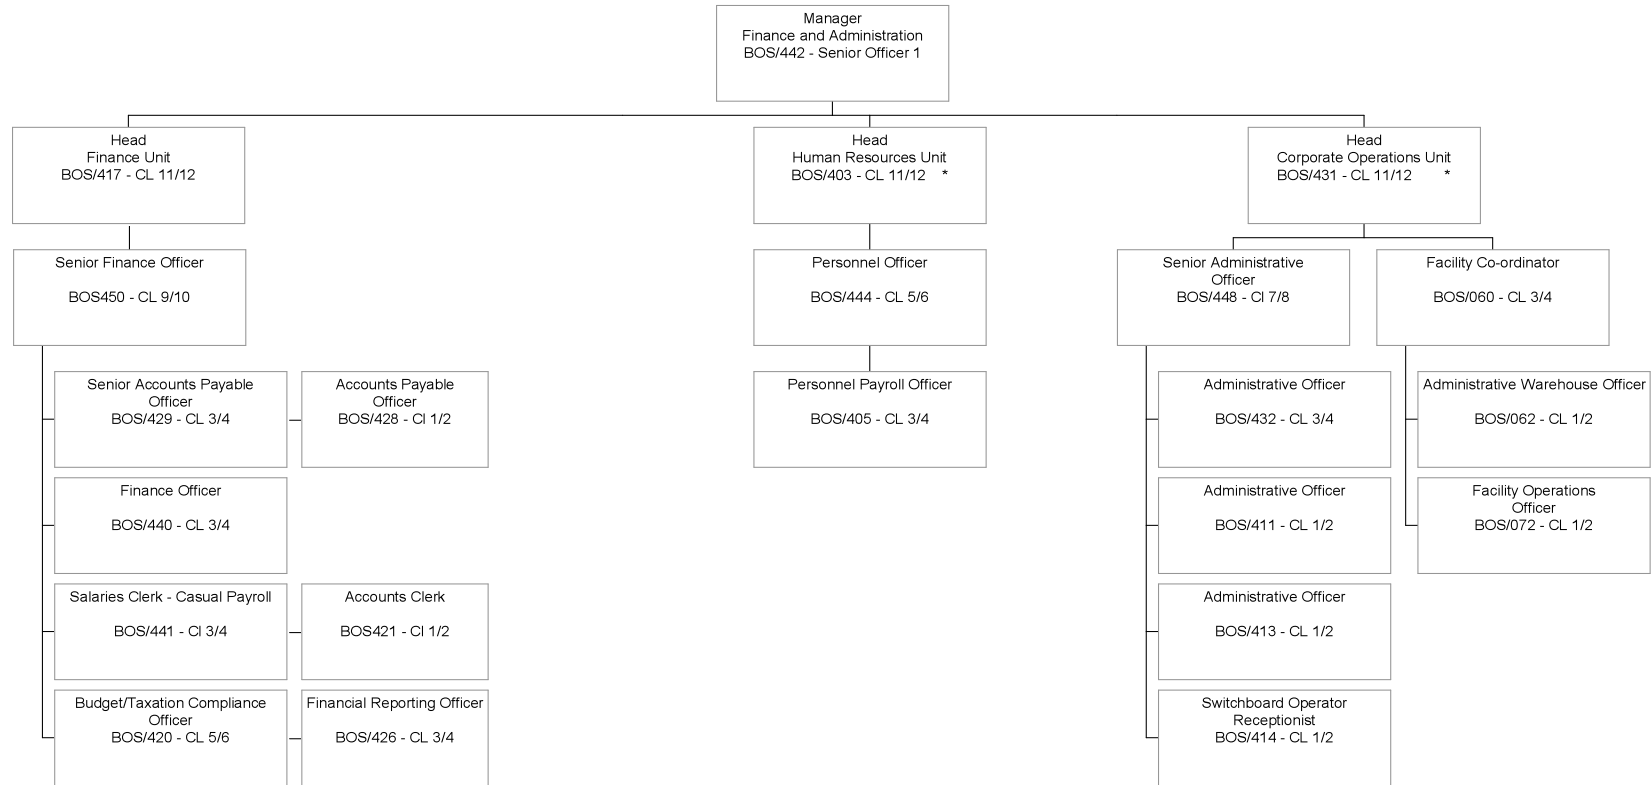 Manager
Finance and Administration
BOS/442 - Senior Officer 1
Head
Finance Unit
BOS/417 - CL 11/12
Head
Human Resources Unit
BOS/403 - CL 11/12 *
Head
Corporate Operations Unit
BOS/431 - CL 11/12 *
Senior Finance Officer
BOS450 - CL 9/10
Personnel Officer
BOS/444 - CL 5/6
Senior Administrative
Officer
BOS/448 - Cl 7/8
Facility Co-ordinator
BOS/060 - CL 3/4
Senior Accounts Payable
Officer
BOS/429 - CL 3/4
Accounts Payable
Officer
BOS/428 - Cl 1/2
Personnel Payroll Officer
BOS/405 - CL 3/4
Administrative Officer
BOS/432 - CL 3/4
Administrative Warehouse Officer
BOS/062 - CL 1/2
Finance Officer
BOS/440 - CL 3/4
Administrative Officer
BOS/411 - CL 1/2
Facility Operations
Officer
BOS/072 - CL 1/2
Salaries Clerk - Casual Payroll
BOS/441 - Cl 3/4
Accounts Clerk
BOS421 - Cl 1/2
Administrative Officer
BOS/413 - CL 1/2
Budget/Taxation Compliance
Officer
BOS/420 - CL 5/6
Financial Reporting Officer
BOS/426 - CL 3/4
Switchboard Operator
Receptionist
BOS/414 - CL 1/2